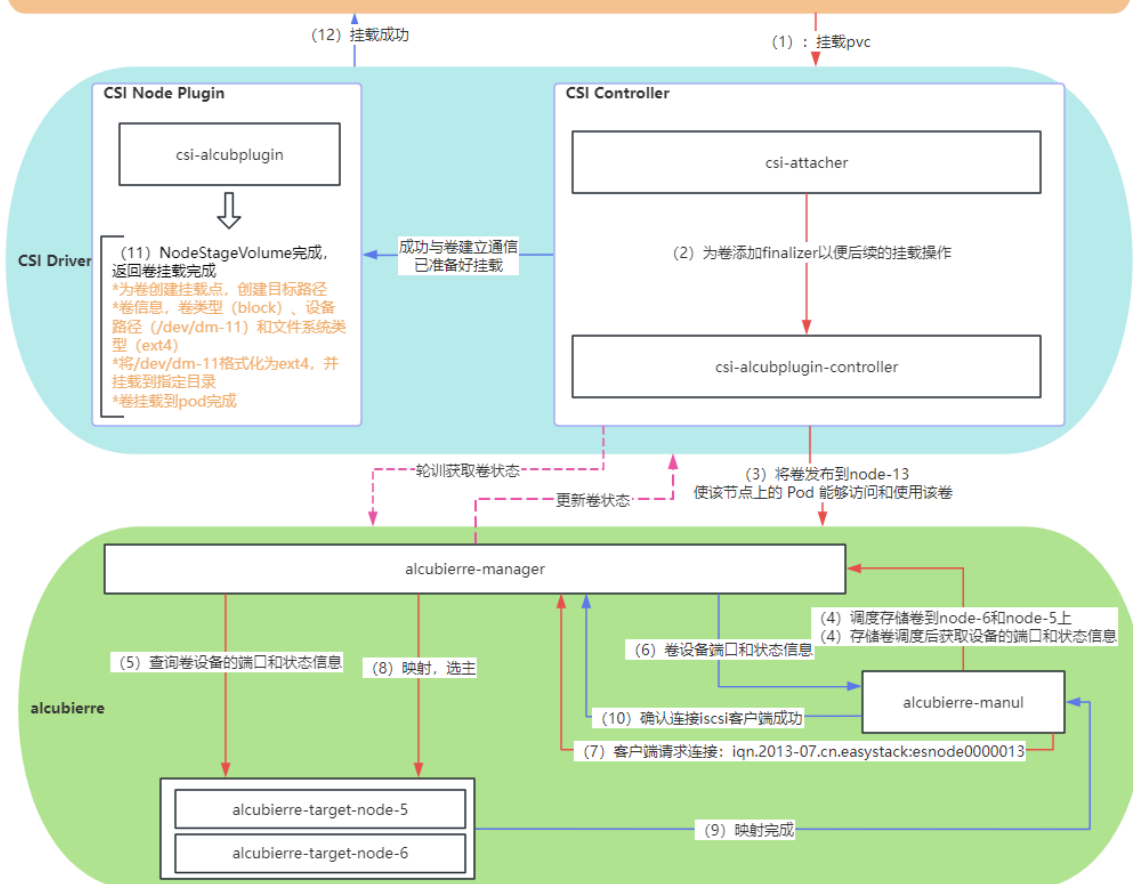 （12）挂载成功
（1）：挂载pvc
CSI Node Plugin
CSI Controller
csi-alcubplugin
csi-attacher
CSI Driver
（11）NodeStageVolume完成，
返回卷挂载完成
*为卷创建挂载点，创建目标路径
*卷信息，卷类型（block）、设备
路径（/dev/dm-11）和文件系统类
型（ext4）
*将/dev/dm-11格式化为ext4，并
挂载到指定目录
*卷挂载到pod完成
成功与卷建立通信
已准备好挂载
（2）为卷添加finalizer以便后续的挂载操作
csi-alcubplugin-controller
轮训获取卷状态
更新卷状态
（3）将卷发布到node-13
使该节点上的 Pod 能够访问和使用该卷
alcubierre-manager
（4）调度存储卷到node-6和node-5上
（4）存储卷调度后获取设备的端口和状态信息
（5）查询卷设备的端口和状态信息
（8）映射，选主
（6）卷设备端口和状态信息
alcubierre
alcubierre-manul
（10）确认连接iscsi客户端成功
（7）客户端请求连接：iqn.2013-07.cn.easystack:esnode0000013
alcubierre-target-node-5
alcubierre-target-node-6
（9）映射完成